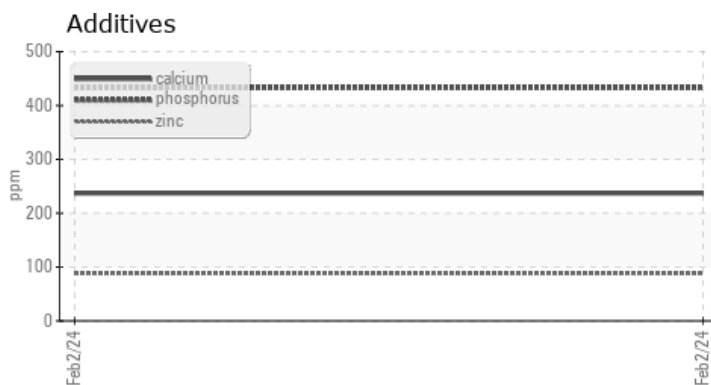 Additives
500
400
300
200
100
0
ppm
calcium
phosphorus
zinc
Feb2/24
Feb2/24